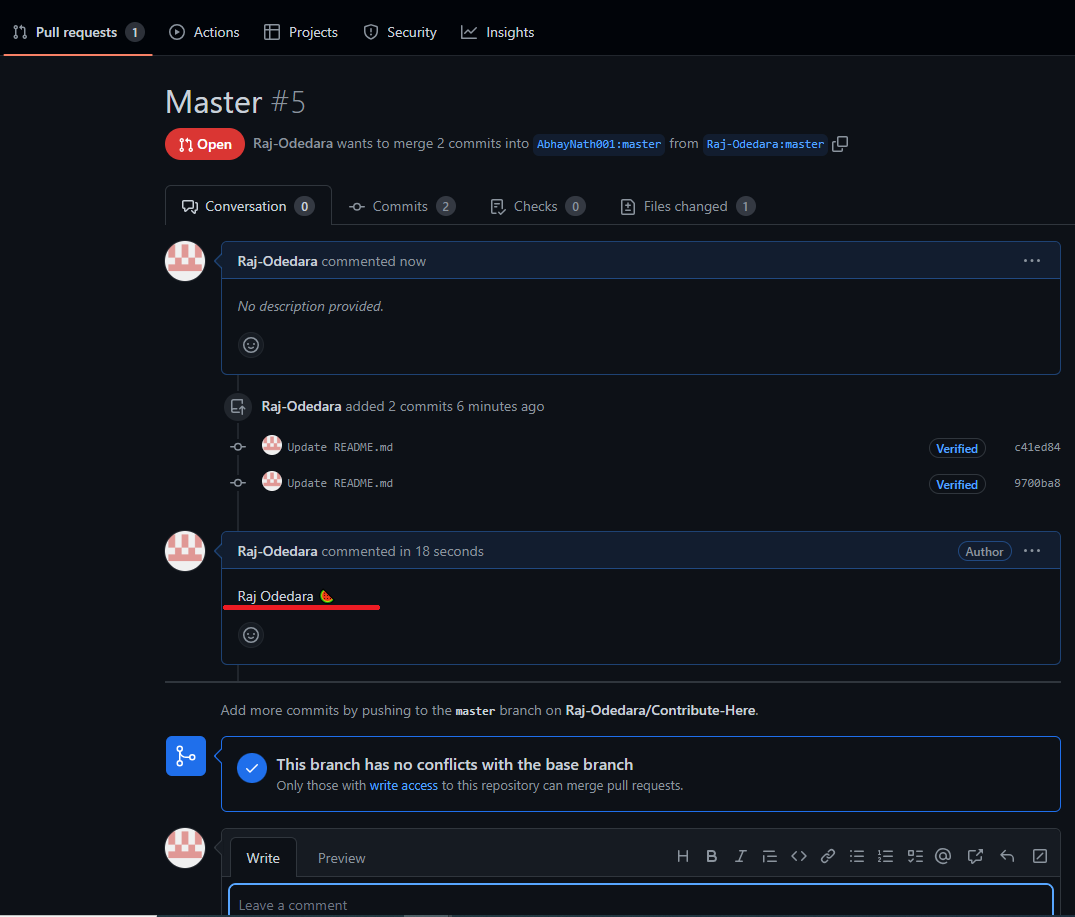 Pull requests 1 Actions Projects Security Insights
Master #5
Open Raj-Odedara wants to merge 2 commits into AbhayNath001:master from Raj-Odedara:master
Conversation 0 Commits 2 Checks 0 Files changed 1
Raj-Odedara commented now
No description provided.
Raj-Odedara added 2 commits 6 minutes ago
Update README.md Verified c41ed84
Update README.md Verified 9700ba8
Raj-Odedara commented in 18 seconds Author
Raj Odedara 🍉
Add more commits by pushing to the master branch on Raj-Odedara/Contribute-Here.
This branch has no conflicts with the base branch
Only those with write access to this repository can merge pull requests.
Write Preview
Leave a comment